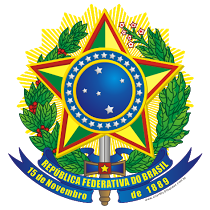 REPÚBLICA FEDERATIVA DO BRASIL
15 de Novembro de 1889